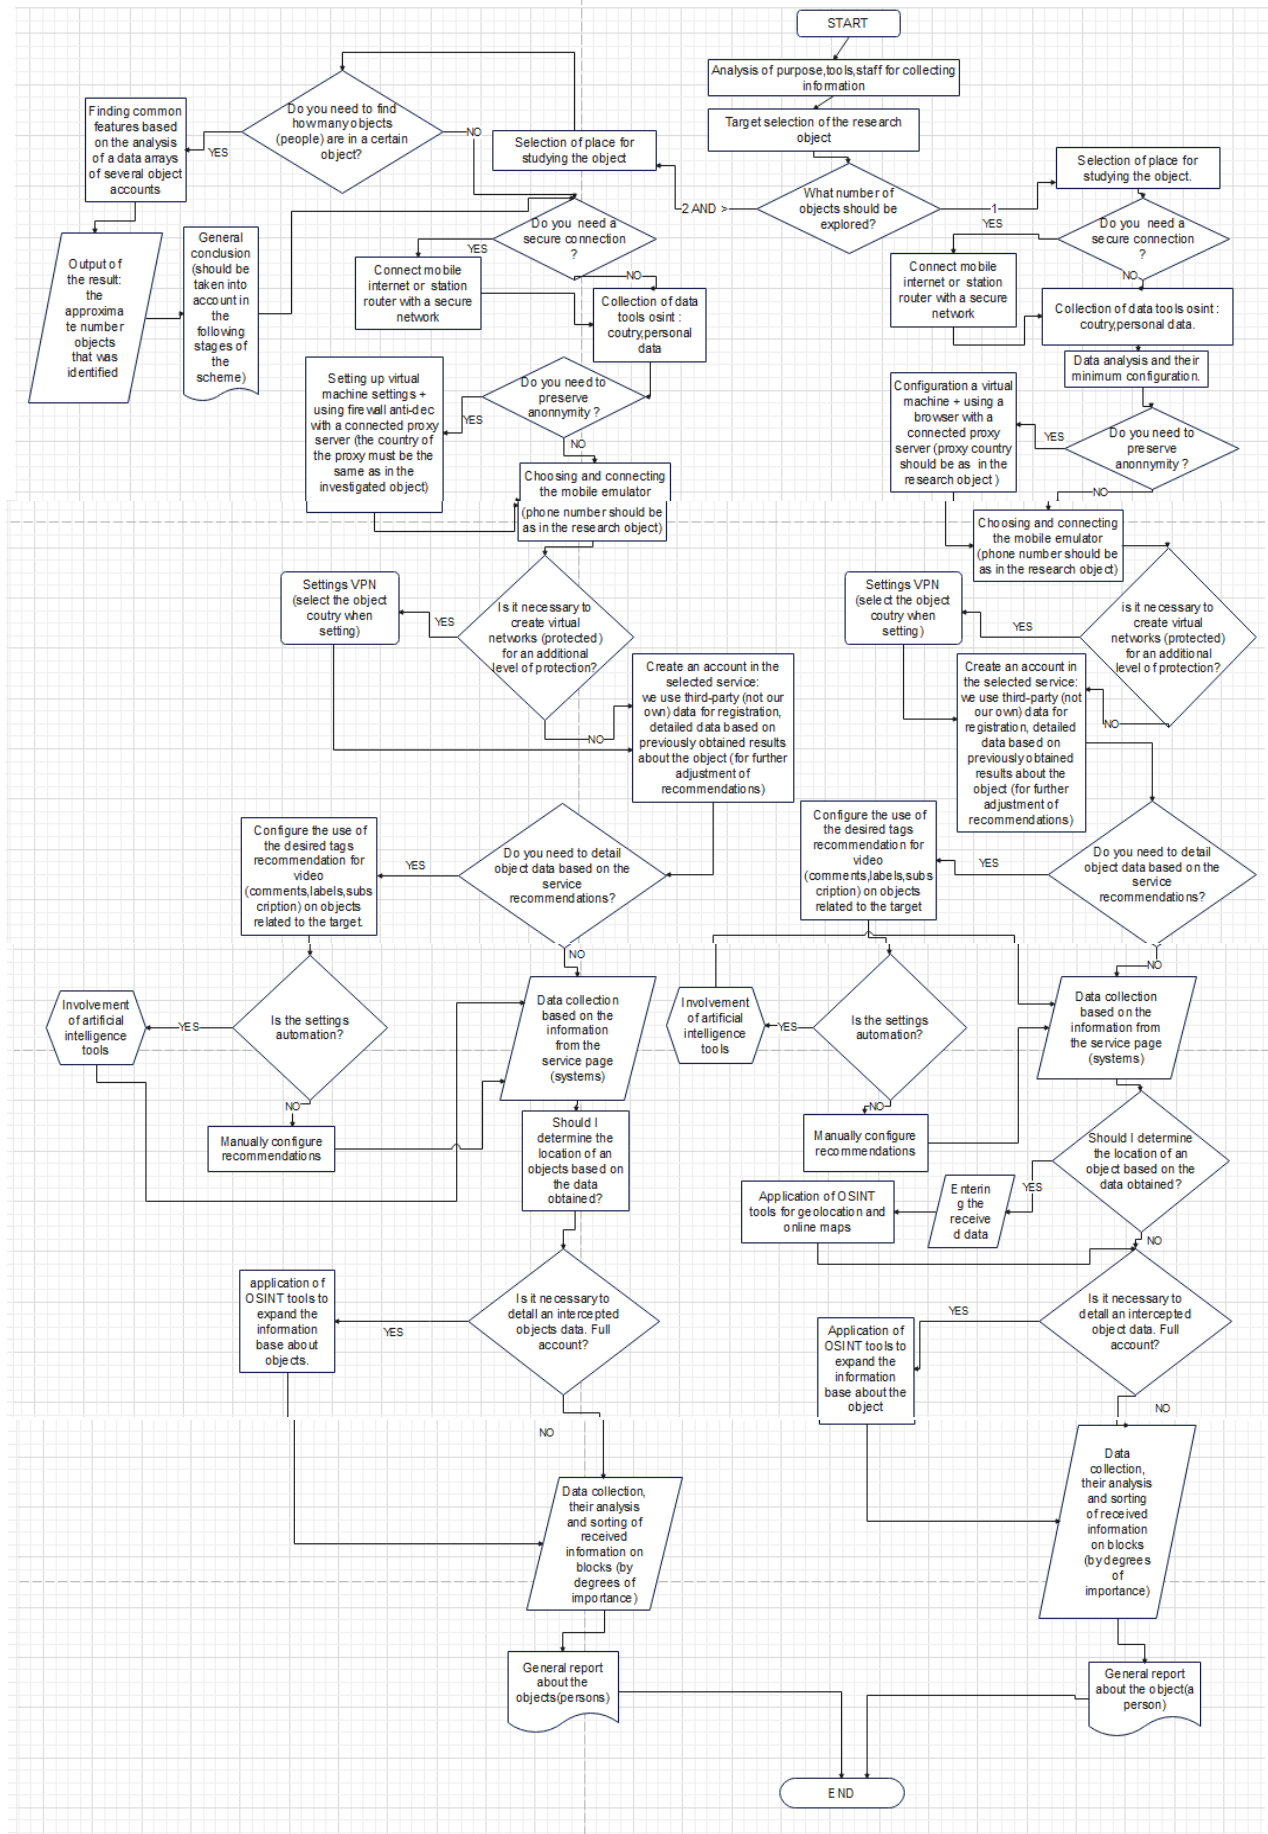 START
Analysis of purpose,tools,staff for collecting
information
Target selection of the research
object
What number of
objects should be
explored?
2 AND >
1
Selection of place for
studying the object
Do you need to find
how many objects
(people) are in a certain
object?
YES
NO
Finding common
features based
on the analysis
of a data arrays
of several object
accounts
Output of
the result:
the
approxima
te number
objects
that was
identified
General
conclusion
(should be
taken into
account in
the
following
stages of
the
scheme)
Do you need a
secure connection
?
YES
NO
Connect mobile
internet or station
router with a secure
network
Collection of data
tools osint :
coutry,personal
data
Do you need to
preserve
anonnymity ?
YES
NO
Setting up virtual
machine settings +
using firewall anti-dec
with a connected proxy
server (the country of
the proxy must be the
same as in the
investigated object)
Choosing and connecting
the mobile emulator
(phone number should be
as in the research object)
Is it necessary to
create virtual
networks (protected)
for an additional
level of protection?
YES
NO
Settings VPN
(select the object
coutry when
setting)
Create an account in the
selected service:
we use third-party (not our
own) data for registration,
detailed data based on
previously obtained results
about the object (for further
adjustment of
recommendations)
Do you need to detail
object data based on the
service
recommendations?
YES
NO
Configure the use of
the desired tags
recommendation for
video
(comments,labels,subs
cription) on objects
related to the target.
Is the settings
automation?
YES
NO
Involvement
of artificial
intelligence
tools
Manually configure
recommendations
Data collection
based on the
information
from the
service page
(systems)
Should I
determine the
location of an
objects based on
the data
obtained?
Is it necessary to
detall an intercepted
objects data. Full
account?
YES
NO
application of
OSINT tools to
expand the
information
base about
objects.
Data collection,
their analysis
and sorting of
received
information on
blocks (by
degrees of
importance)
General report
about the
objects(persons)
Selection of place for
studying the object.
Do you need a
secure connection
?
YES
NO
Connect mobile
internet or station
router with a secure
network
Collection of data tools osint :
coutry,personal data.
Data analysis and their
minimum configuration.
Do you need to
preserve
anonnymity ?
YES
NO
Configuration a virtual
machine + using a
browser with a
connected proxy
server (proxy country
should be as in the
research object )
Choosing and connecting
the mobile emulator
(phone number should be
as in the research object)
is it necessary to
create virtual
networks (protected)
for an additional
level of protection?
YES
NO
Settings VPN
(select the object
coutry when
setting)
Create an account in
the selected service:
we use third-party (not
our own) data for
registration, detailed
data based on
previously obtained
results about the
object (for further
adjustment of
recommendations)
Do you need to detail
object data based on the
service
recommendations?
YES
NO
Configure the use of
the desired tags
recommendation for
video
(comments,labels,subs
cription) on objects
related to the target
Is the settings
automation?
YES
NO
Involvement
of artificial
intelligence
tools
Manually configure
recommendations
Data collection
based on the
information from
the service page
(systems)
Should I determine
the location of an
object based on the
data obtained?
YES
NO
Enterin
g the
receive
d data
Application of OSINT
tools for geolocation and
online maps
Is it necessary to
detall an intercepted
object data. Full
account?
YES
NO
Application of
OSINT tools to
expand the
information
base about the
object
Data
collection,
their analysis
and sorting
of received
information
on blocks
(by degrees
of
importance)
General report
about the object(a
person)
END